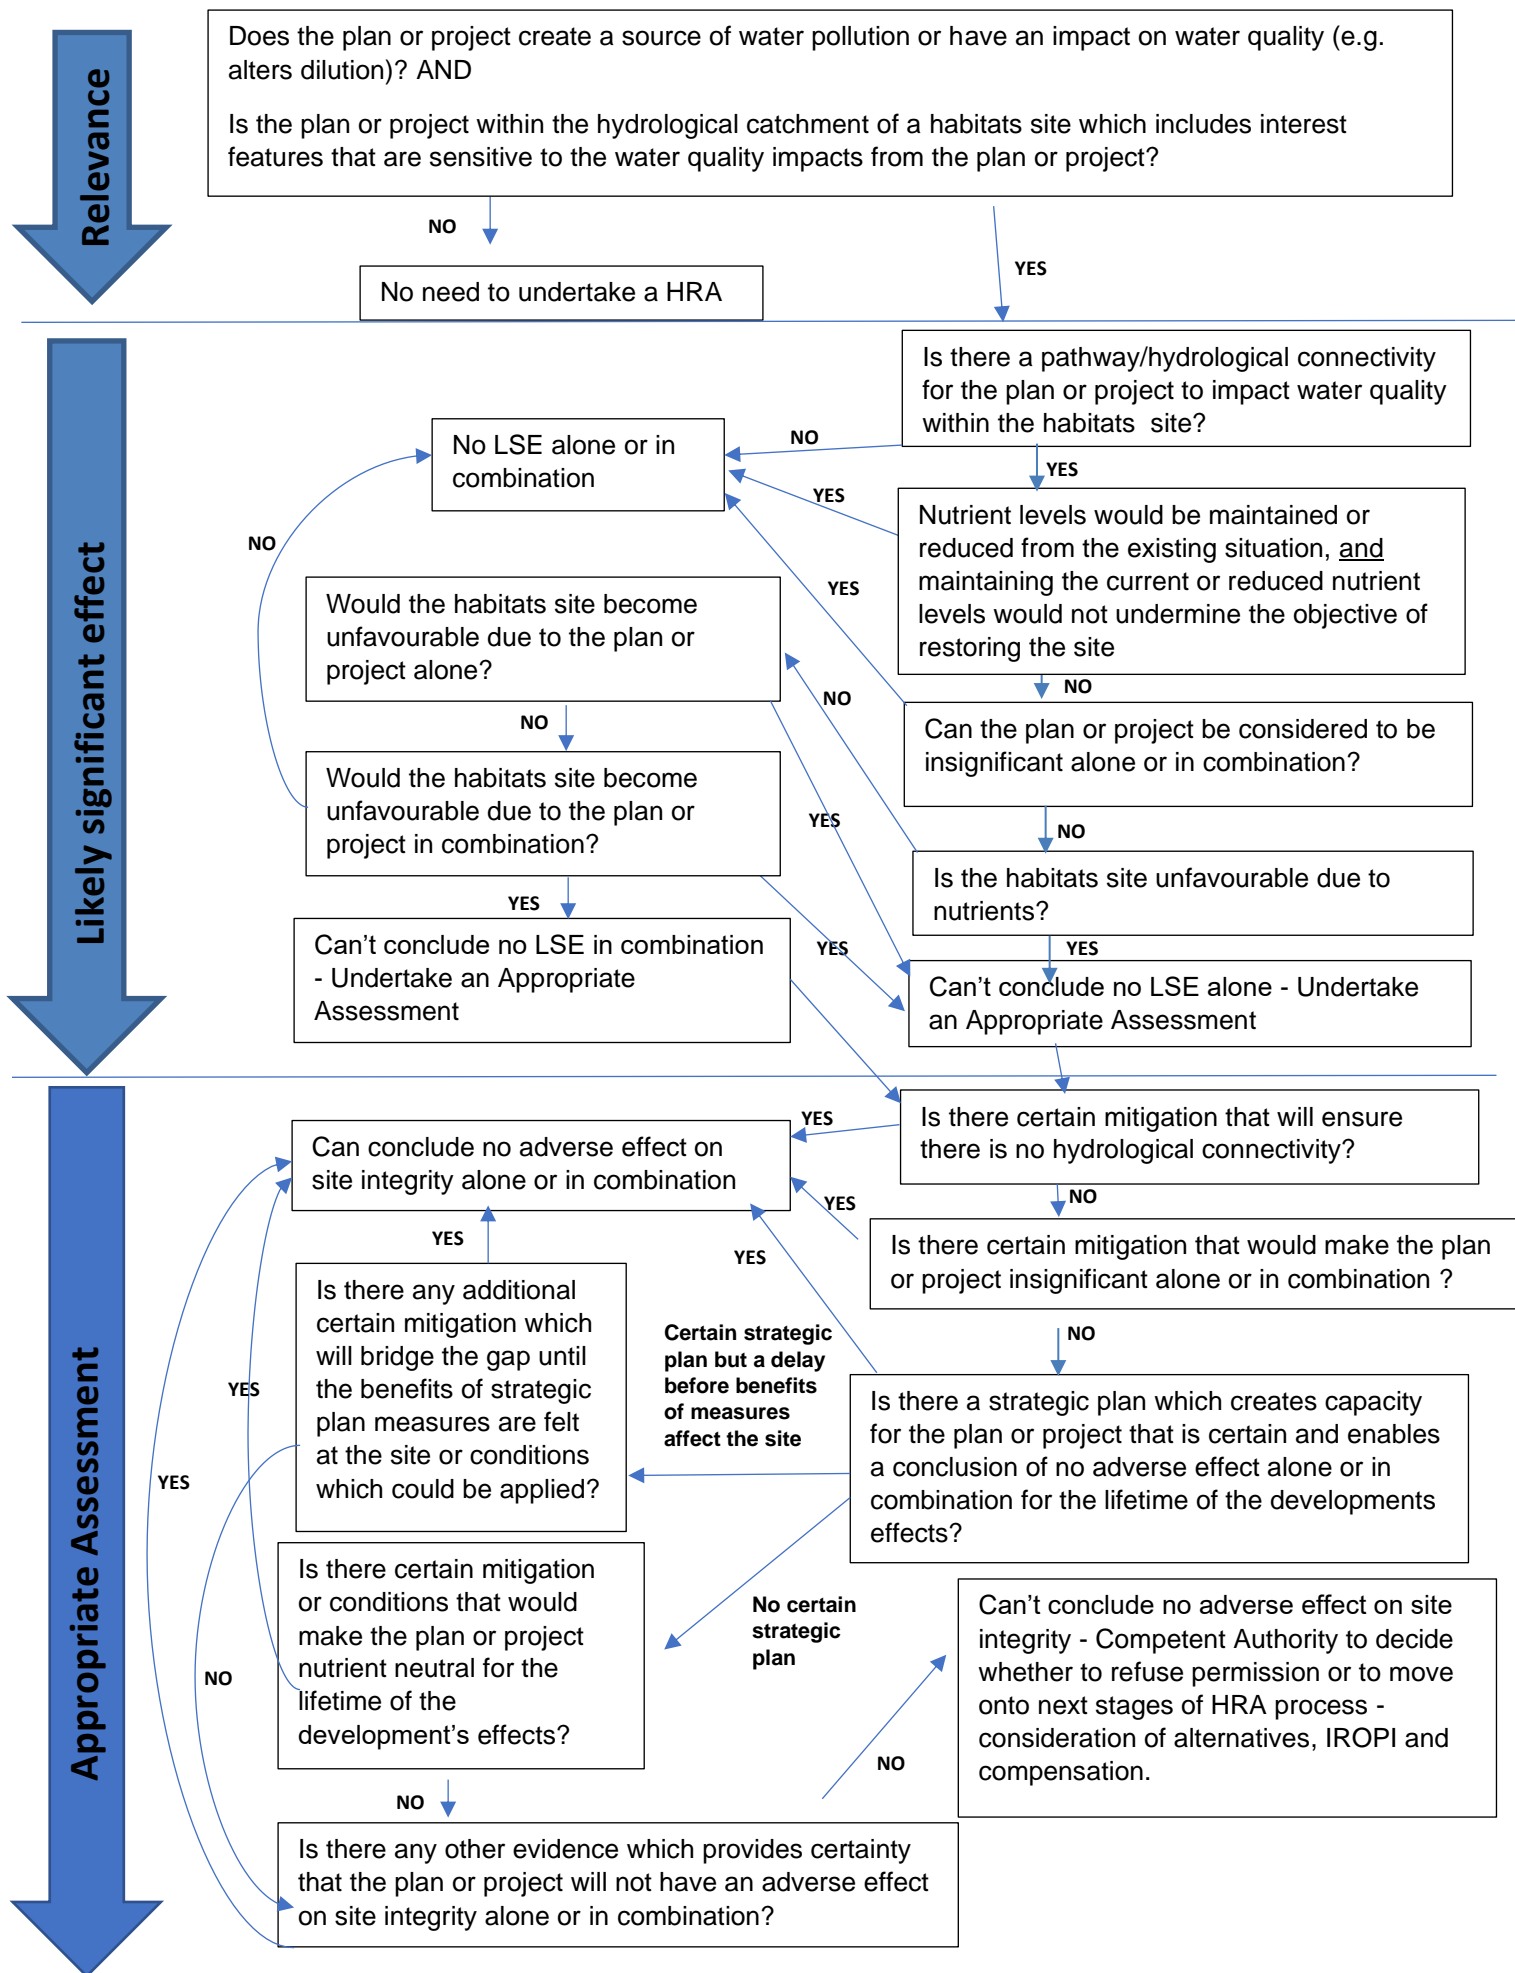 Relevance
Does the plan or project create a source of water pollution or have an impact on water quality (e.g.
alters dilution)? AND
Is the plan or project within the hydrological catchment of a habitats site which includes interest
features that are sensitive to the water quality impacts from the plan or project?
NO
YES
No need to undertake a HRA
Likely significant effect
Is there a pathway/hydrological connectivity
for the plan or project to impact water quality
within the habitats site?
NO
YES
No LSE alone or in
combination
YES
Nutrient levels would be maintained or
reduced from the existing situation, and
maintaining the current or reduced nutrient
levels would not undermine the objective of
restoring the site
NO
YES
NO
Would the habitats site become
unfavourable due to the plan or
project alone?
NO
NO
Can the plan or project be considered to be
insignificant alone or in combination?
NO
Would the habitats site become
unfavourable due to the plan or
project in combination?
YES
Is the habitats site unfavourable due to
nutrients?
YES
YES
YES
Can't conclude no LSE in combination
- Undertake an Appropriate
Assessment
Can't conclude no LSE alone - Undertake
an Appropriate Assessment
Appropriate Assessment
Is there certain mitigation that will ensure
there is no hydrological connectivity?
YES
NO
Can conclude no adverse effect on
site integrity alone or in combination
YES
Is there certain mitigation that would make the plan
or project insignificant alone or in combination ?
YES
YES
NO
Is there any additional
certain mitigation which
will bridge the gap until
the benefits of strategic
plan measures are felt
at the site or conditions
which could be applied?
Certain strategic
plan but a delay
before benefits
of measures
affect the site
Is there a strategic plan which creates capacity
for the plan or project that is certain and enables
a conclusion of no adverse effect alone or in
combination for the lifetime of the developments
effects?
YES
YES
Is there certain mitigation
or conditions that would
make the plan or project
nutrient neutral for the
lifetime of the
development's effects?
No certain
strategic
plan
NO
Can't conclude no adverse effect on site
integrity - Competent Authority to decide
whether to refuse permission or to move
onto next stages of HRA process -
consideration of alternatives, IROPI and
compensation.
NO
NO
Is there any other evidence which provides certainty
that the plan or project will not have an adverse effect
on site integrity alone or in combination?